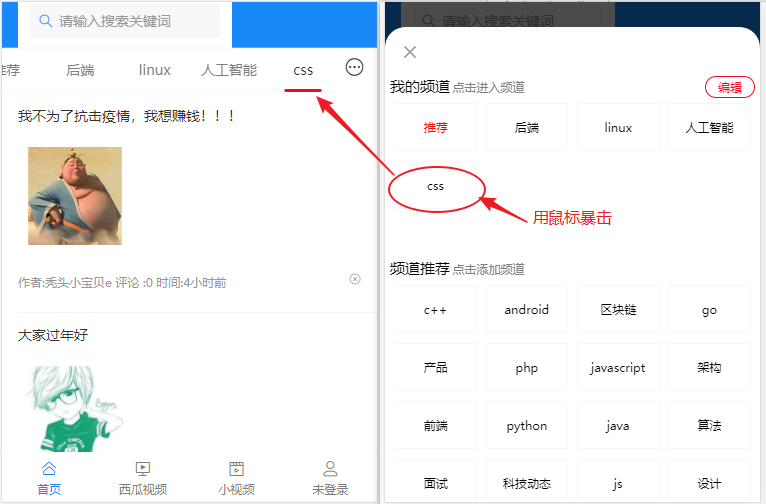 请输入搜索关键词
推荐 后端 linux 人工智能 css
我不为了抗击疫情，我想赚钱！！！
作者:秃头小宝贝e 评论 :0 时间:4小时前
大家过年好
首页 西瓜视频 小视频 未登录
请输入搜索关键词
我的频道 点击进入频道 编辑
推荐 后端 linux 人工智能
css
用鼠标暴击
频道推荐 点击添加频道
c++ android 区块链 go
产品 php javascript 架构
前端 python java 算法
面试 科技动态 js 设计